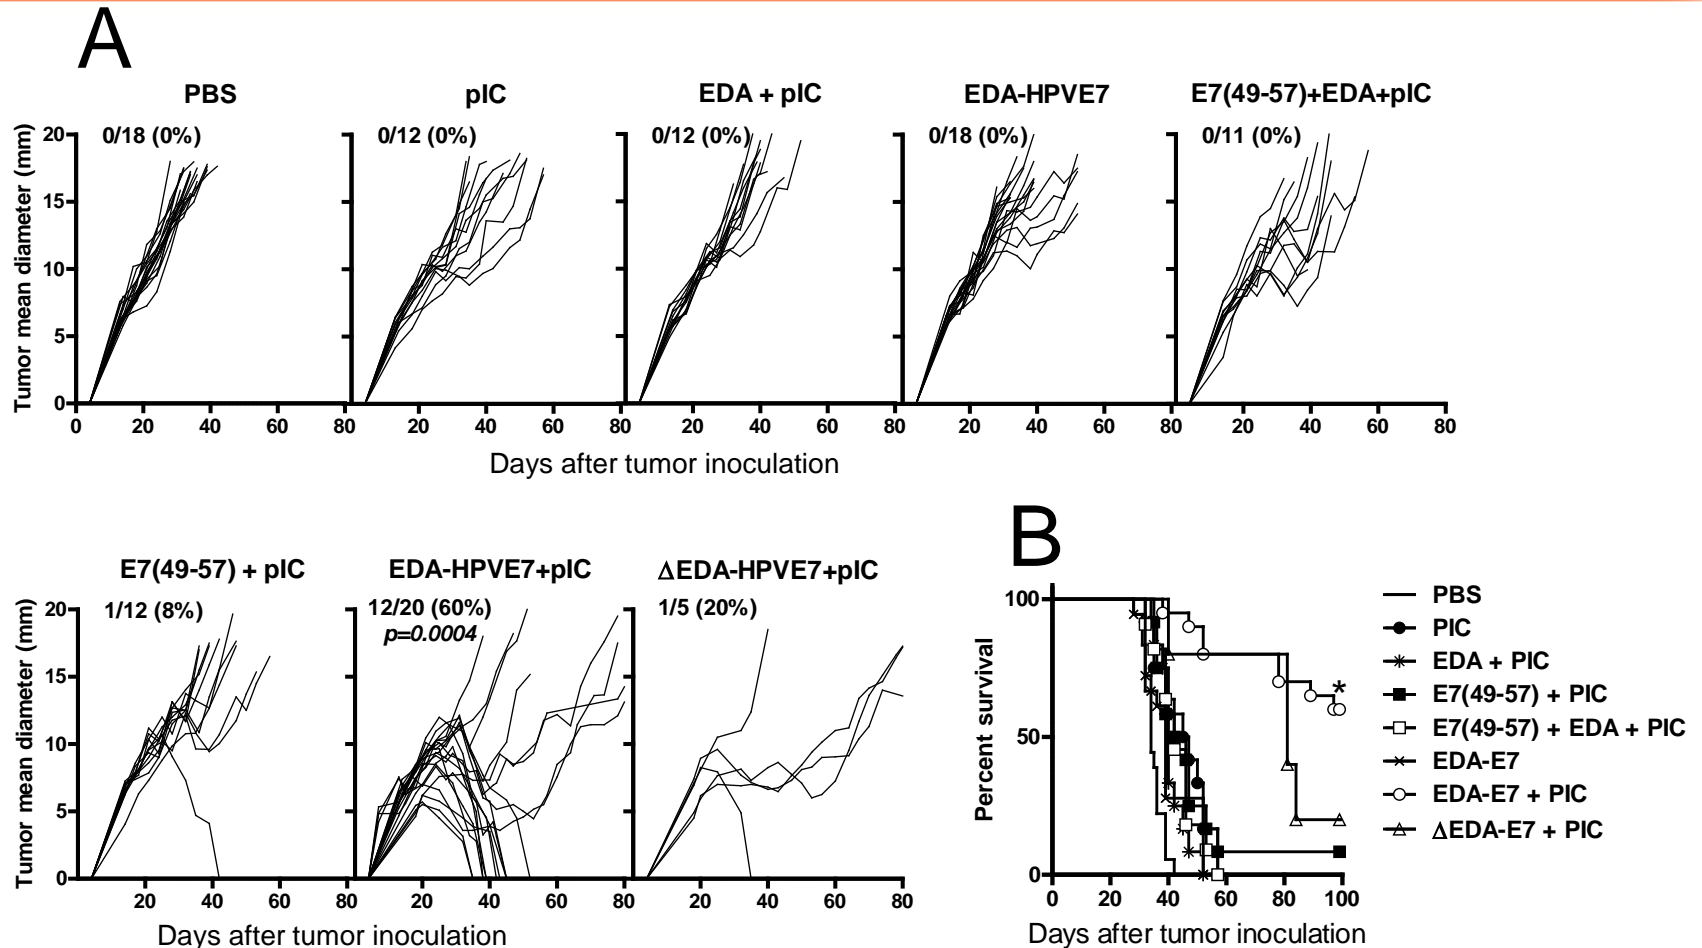 A
PBS
pIC
EDA + pIC
EDA-HPVE7
E7(49-57)+EDA+pIC
Tumor mean diameter (mm)
20
15
10
5
0
0/18 (0%)
0/12 (0%)
0/12 (0%)
0/18 (0%)
0/11 (0%)
0 20 40 60 80
20 40 60 80
20 40 60 80
20 40 60 80
20 40 60 80
Days after tumor inoculation
E7(49-57) + pIC
EDA-HPVE7+pIC
ΔEDA-HPVE7+pIC
Tumor mean diameter (mm)
20
15
10
5
0
1/12 (8%)
12/20 (60%)
p=0.0004
1/5 (20%)
20 40 60 80
20 40 60 80
20 40 60 80
Days after tumor inoculation
B
Percent survival
100
50
0
*
0 20 40 60 80 100
Days after tumor inoculation
PBS
PIC
EDA + PIC
E7(49-57) + PIC
E7(49-57) + EDA + PIC
EDA-E7
EDA-E7 + PIC
ΔEDA-E7 + PIC